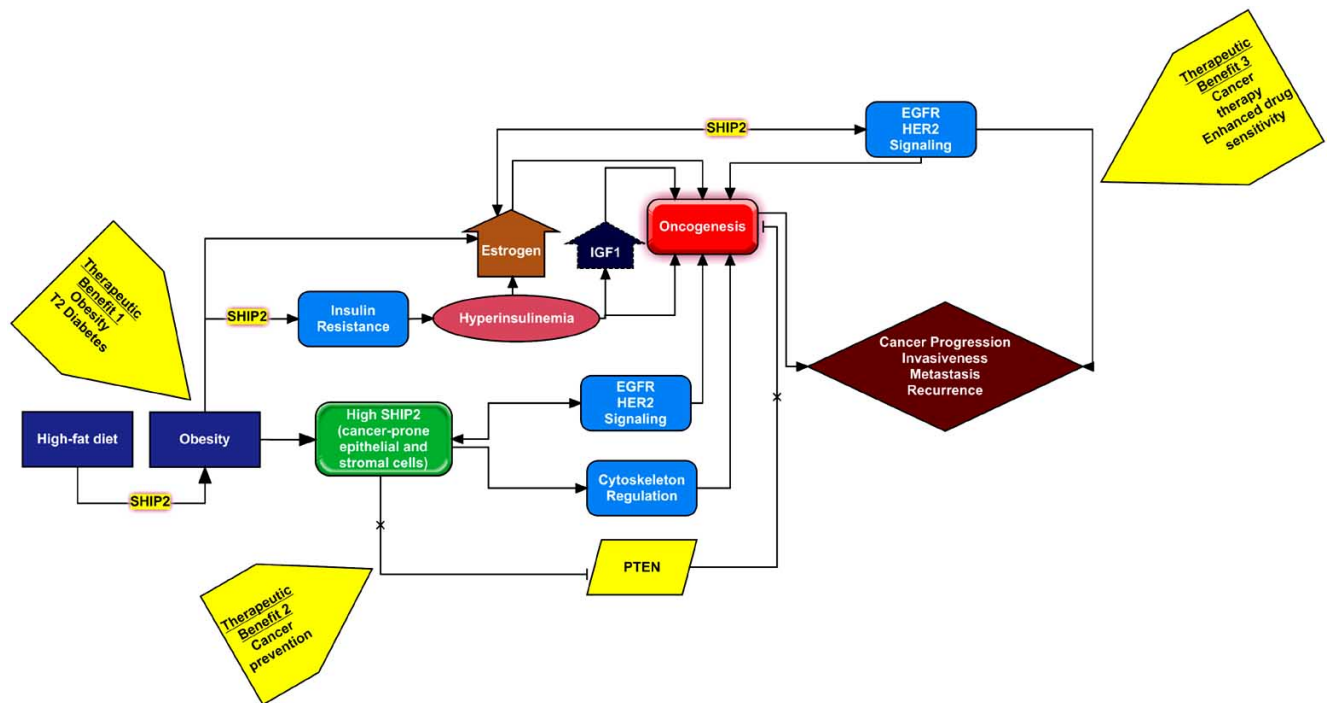 Therapeutic
Benefit 3
Cancer
therapy
Enhanced drug
sensitivity
SHIP2
EGFR
HER2
Signaling
Oncogenesis
Estrogen
IGF1
Therapeutic
Benefit 1
Obesity
T2 Diabetes
SHIP2
Insulin
Resistance
Hyperinsulinemia
Cancer Progression
Invasiveness
Metastasis
Recurrence
High-fat diet
Obesity
SHIP2
High SHIP2
(cancer-prone
epithelial and
stromal cells)
EGFR
HER2
Signaling
Cytoskeleton
Regulation
PTEN
Therapeutic
Benefit 2
Cancer
prevention